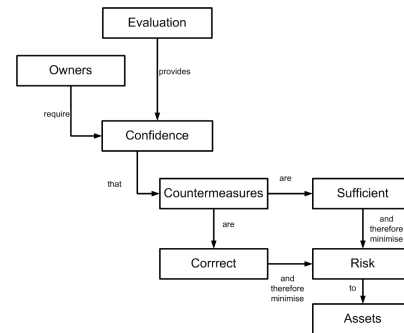 Evaluation
Owners
provides
require
Confidence
that
Countermeasures
are
Sufficient
are
and
therefore
minimise
Corrrect
and
therefore
minimise
Risk
to
Assets